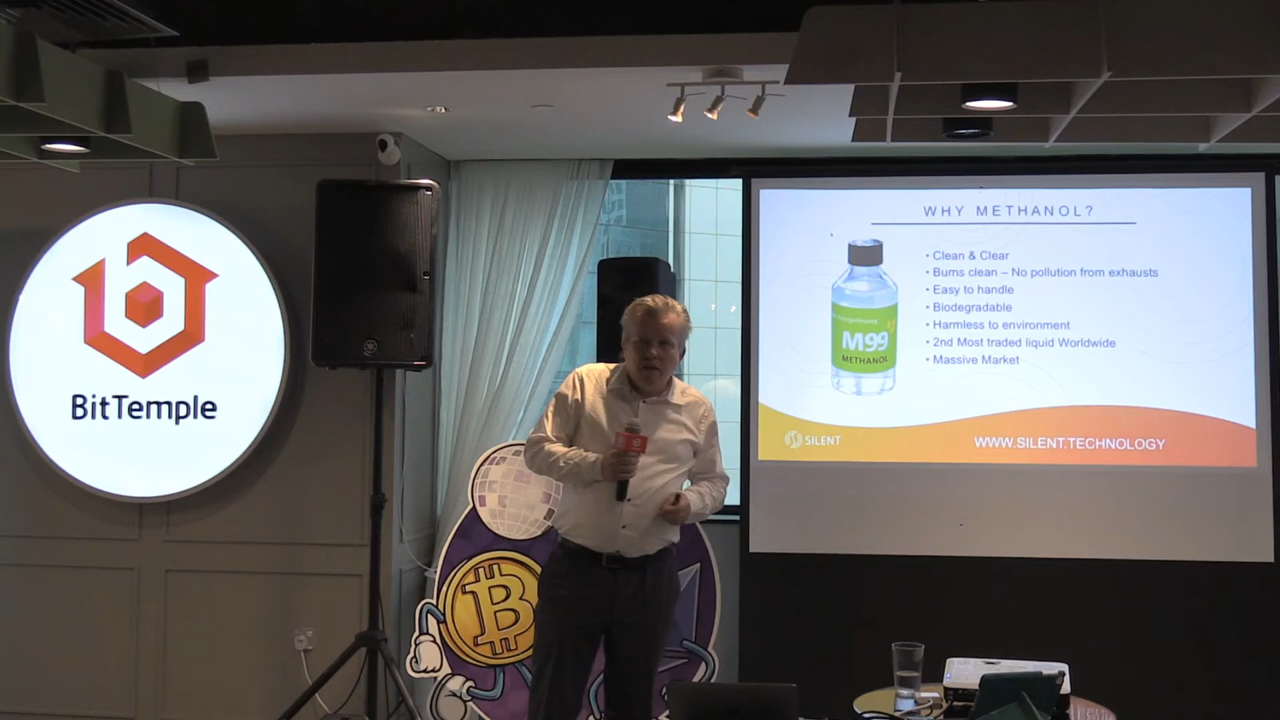 BitTemple
WHY METHANOL?
• Clean & Clear
• Burns clean – No pollution from exhausts
• Easy to handle
• Biodegradable
• Harmless to environment
• 2nd Most traded liquid Worldwide
• Massive Market
M99
METHANOL
SILENT
WWW.SILENT.TECHNOLOGY